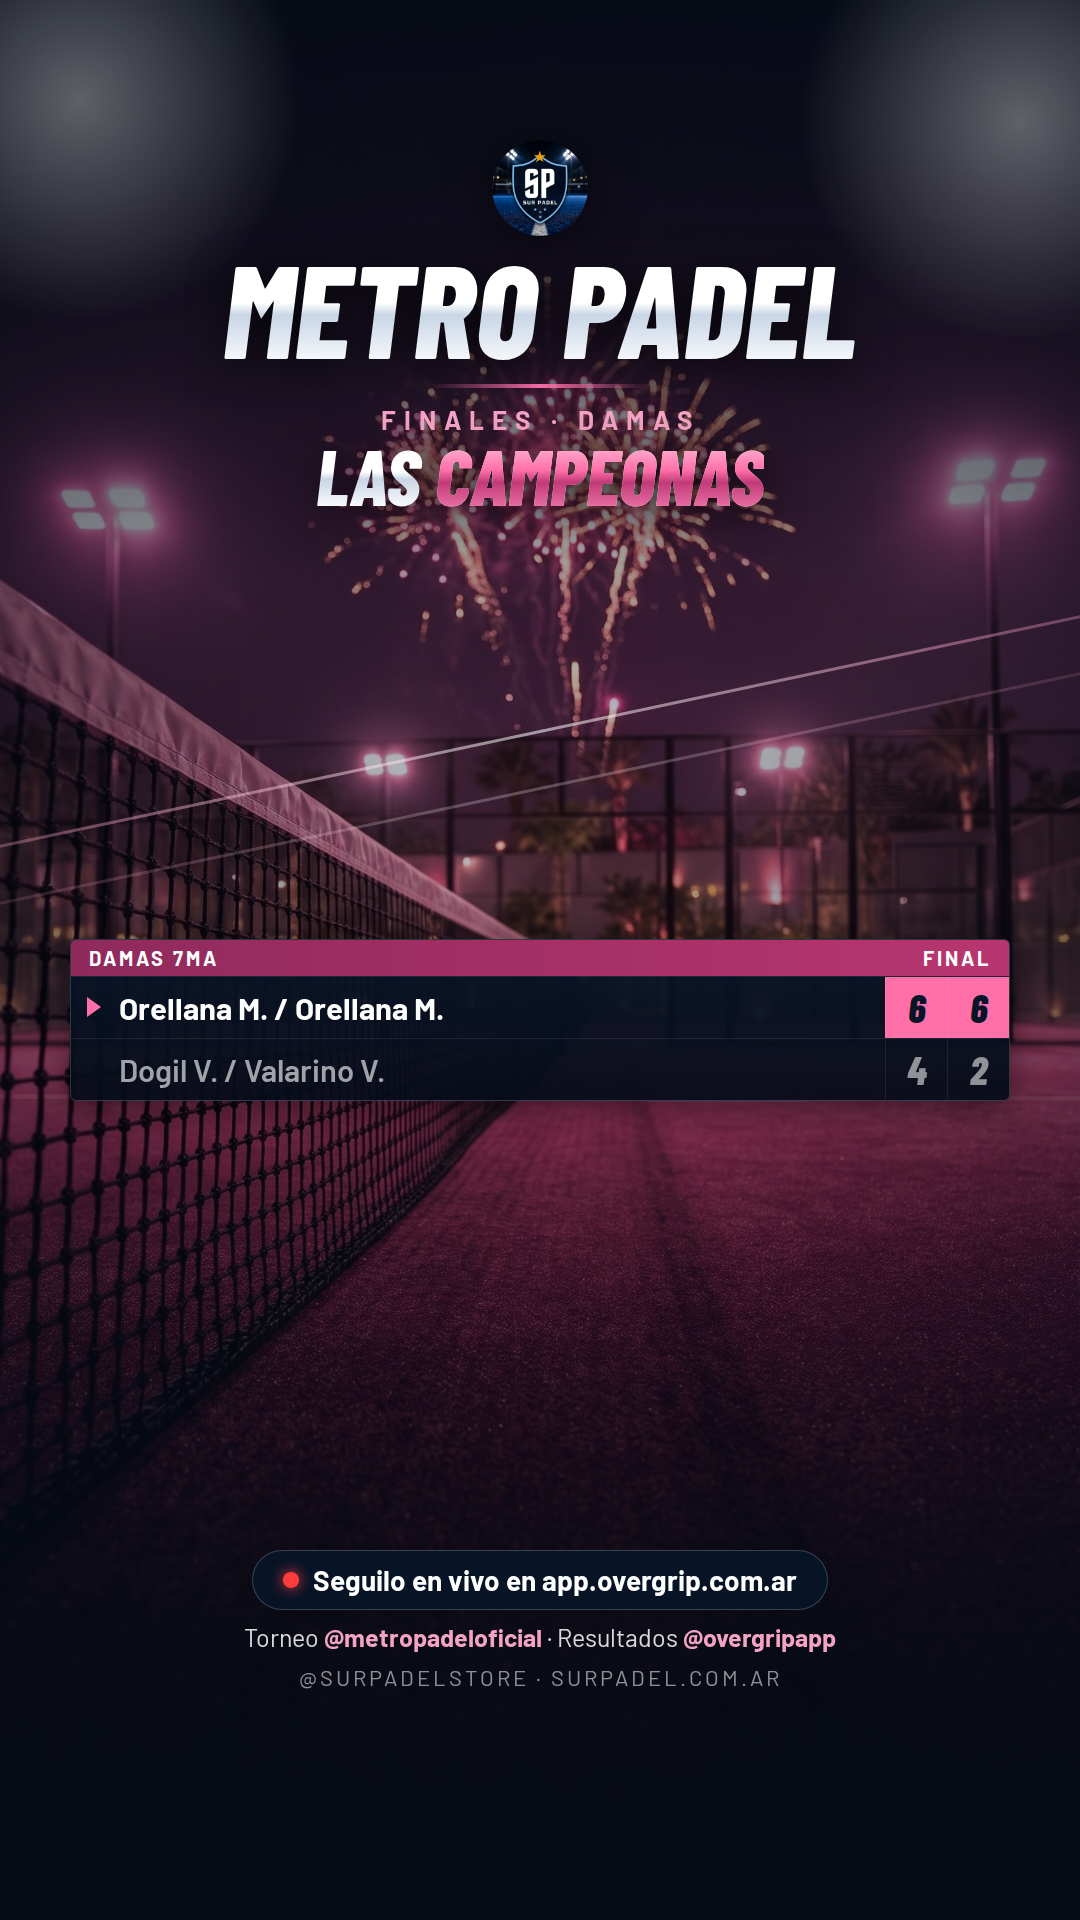 SP
SUR PADEL
METRO PADEL
FINALES · DAMAS
LAS CAMPEONAS
DAMAS 7MA FINAL
Orellana M. / Orellana M. 6 6
Dogil V. / Valarino V. 4 2
Seguilo en vivo en app.overgrip.com.ar
Torneo @metropadeloficial · Resultados @overgripapp
@SURPADELSTORE · SURPADEL.COM.AR